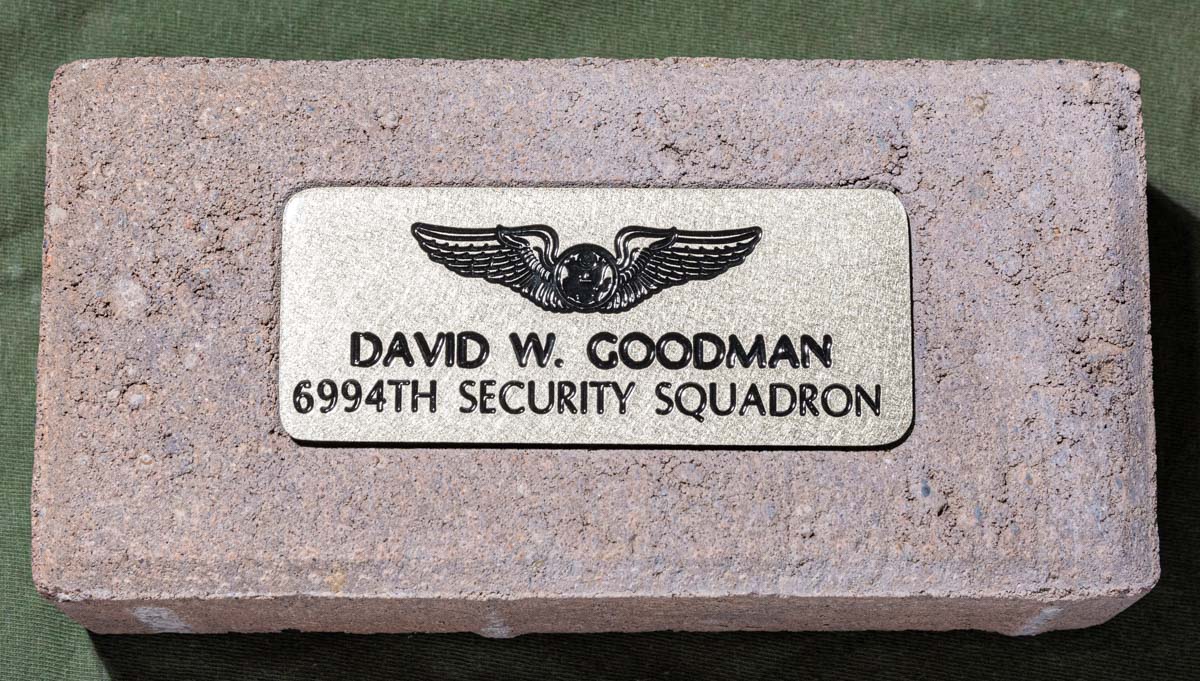 DAVID W. GOODMAN
6994TH SECURITY SQUADRON